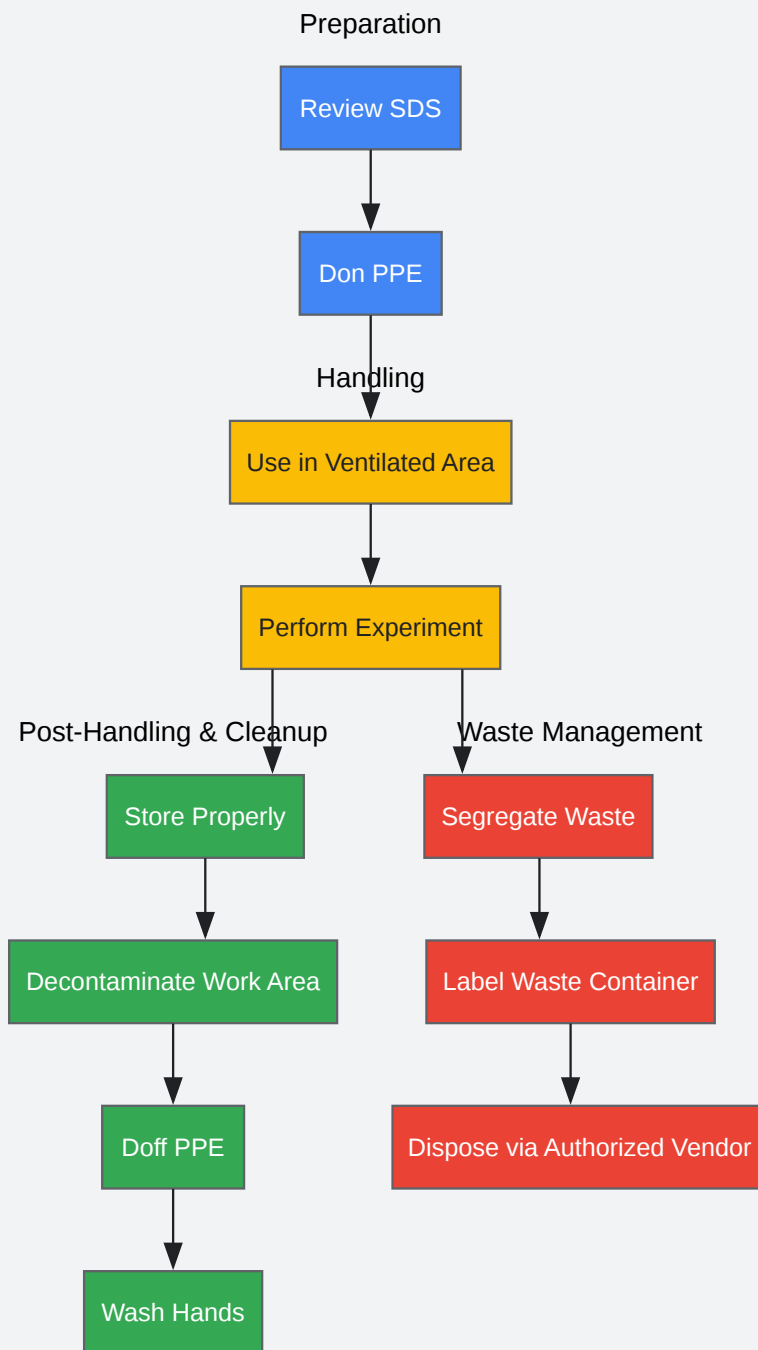 Preparation
Review SDS
Don PPE
Handling
Use in Ventilated Area
Perform Experiment
Post-Handling & Cleanup
Waste Management
Store Properly
Segregate Waste
Decontaminate Work Area
Label Waste Container
Doff PPE
Dispose via Authorized Vendor
Wash Hands